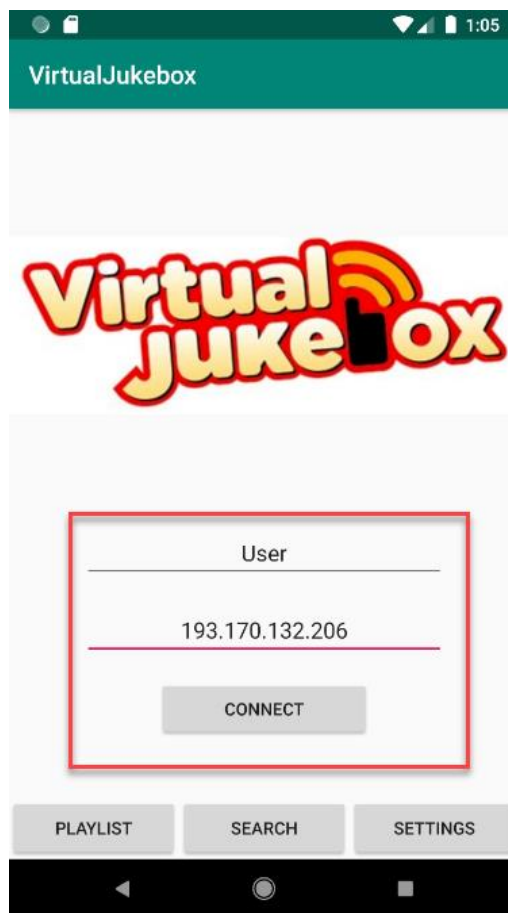 1:05
VirtualJukebox
Virtual
Jukebox
User
193.170.132.206
CONNECT
PLAYLIST SEARCH SETTINGS